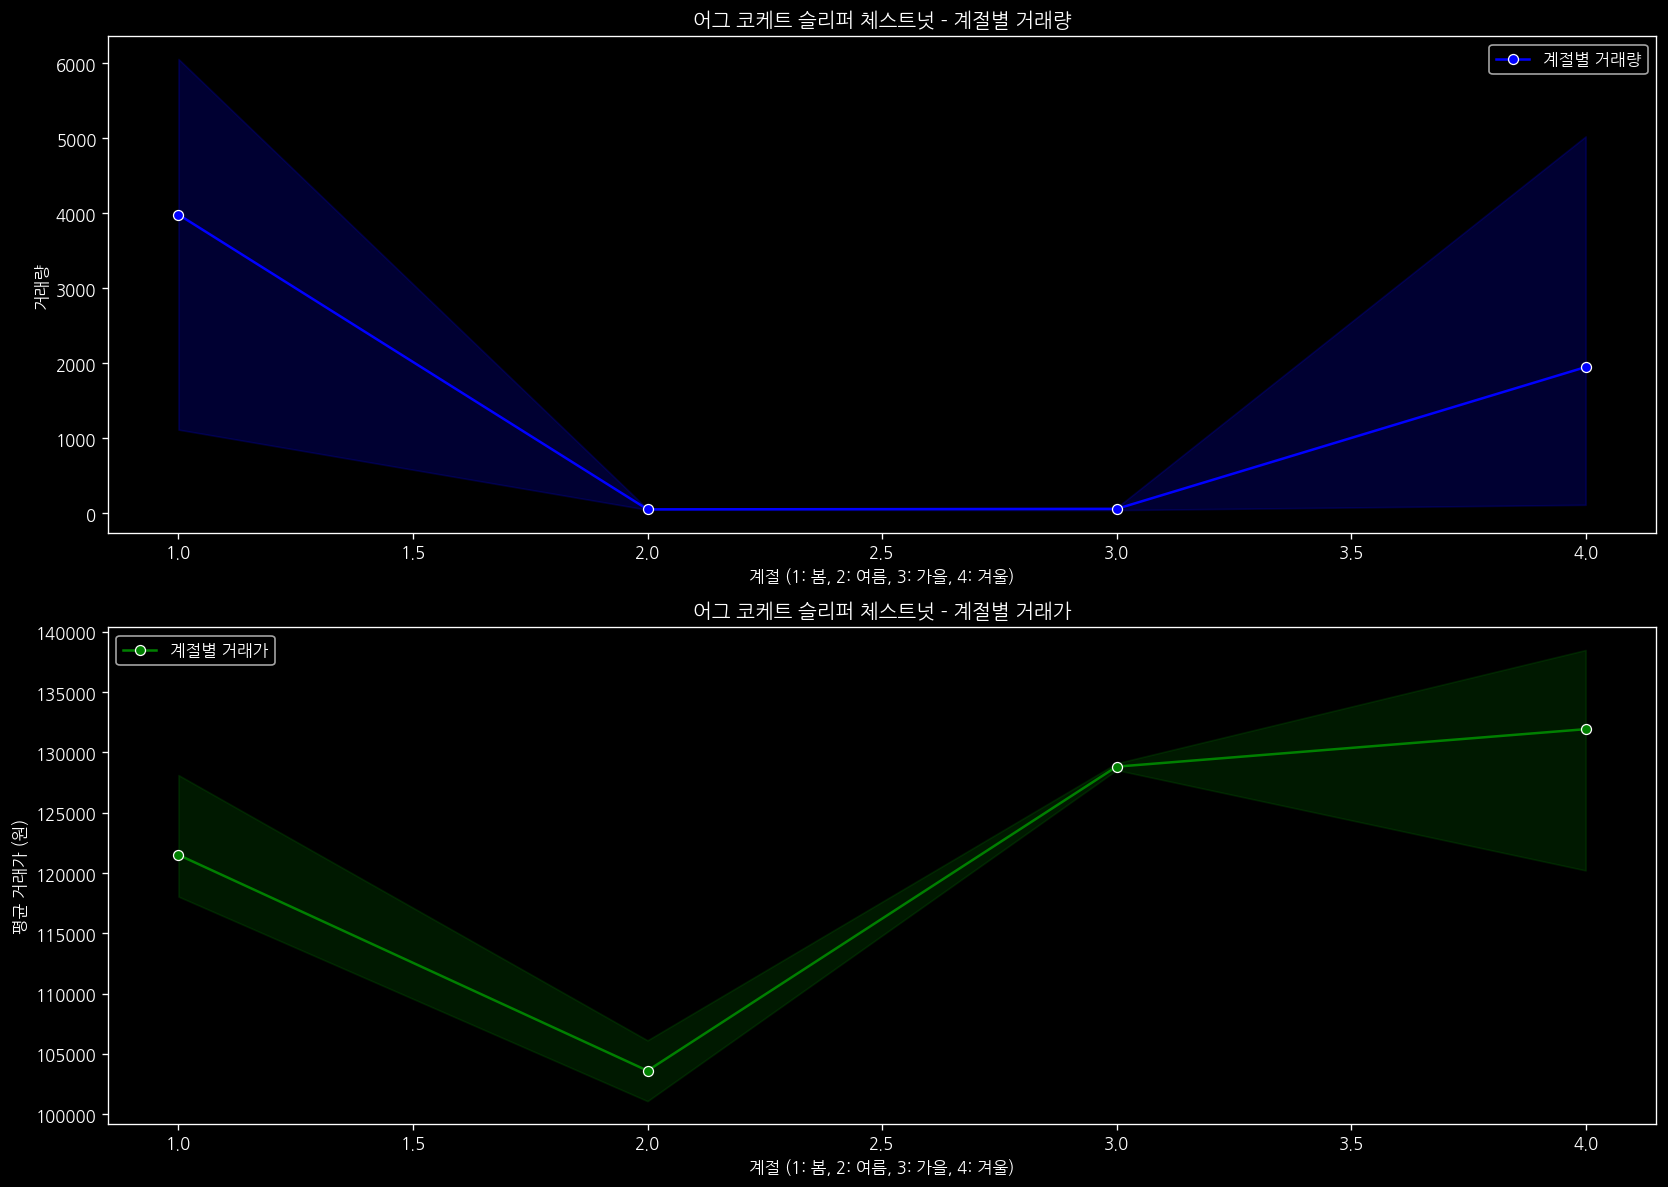 어그 코케트 슬리퍼 체스트넛 - 계절별 거래량
계절별 거래량
6000
5000
4000
3000
2000
1000
0
거래량
1.0 1.5 2.0 2.5 3.0 3.5 4.0
계절 (1: 봄, 2: 여름, 3: 가을, 4: 겨울)
어그 코케트 슬리퍼 체스트넛 - 계절별 거래가
계절별 거래가
140000
135000
130000
125000
120000
115000
110000
105000
100000
평균 거래가 (원)
1.0 1.5 2.0 2.5 3.0 3.5 4.0
계절 (1: 봄, 2: 여름, 3: 가을, 4: 겨울)